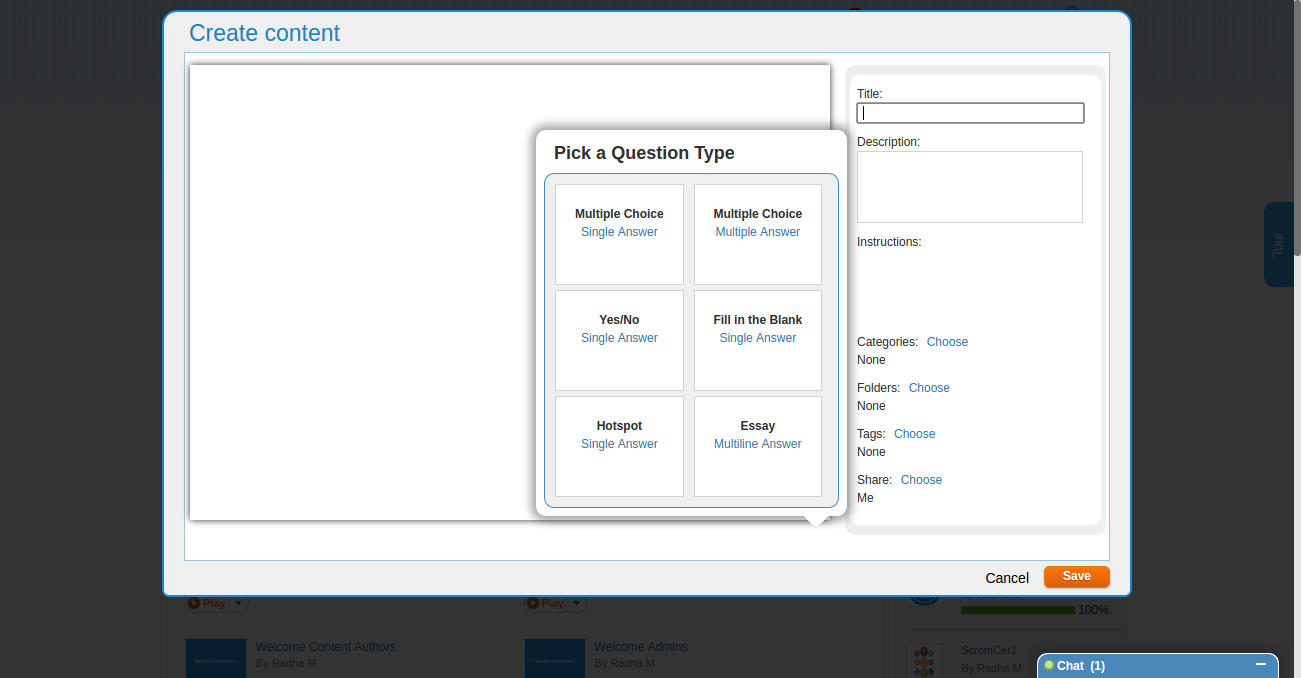 Create content
Pick a Question Type
Multiple Choice
Single Answer
Multiple Choice
Multiple Answer
Yes/No
Single Answer
Fill in the Blank
Single Answer
Hotspot
Single Answer
Essay
Multiline Answer
Title:
Description:
Instructions:
Categories: Choose
None
Folders: Choose
None
Tags: Choose
None
Share: Choose
Me
Cancel
Save
Tour
Play
Play
100%
Welcome Content Authors
By Radha M
Welcome Admins
By Radha M
ScromCer1
By Radha M
Chat (1)